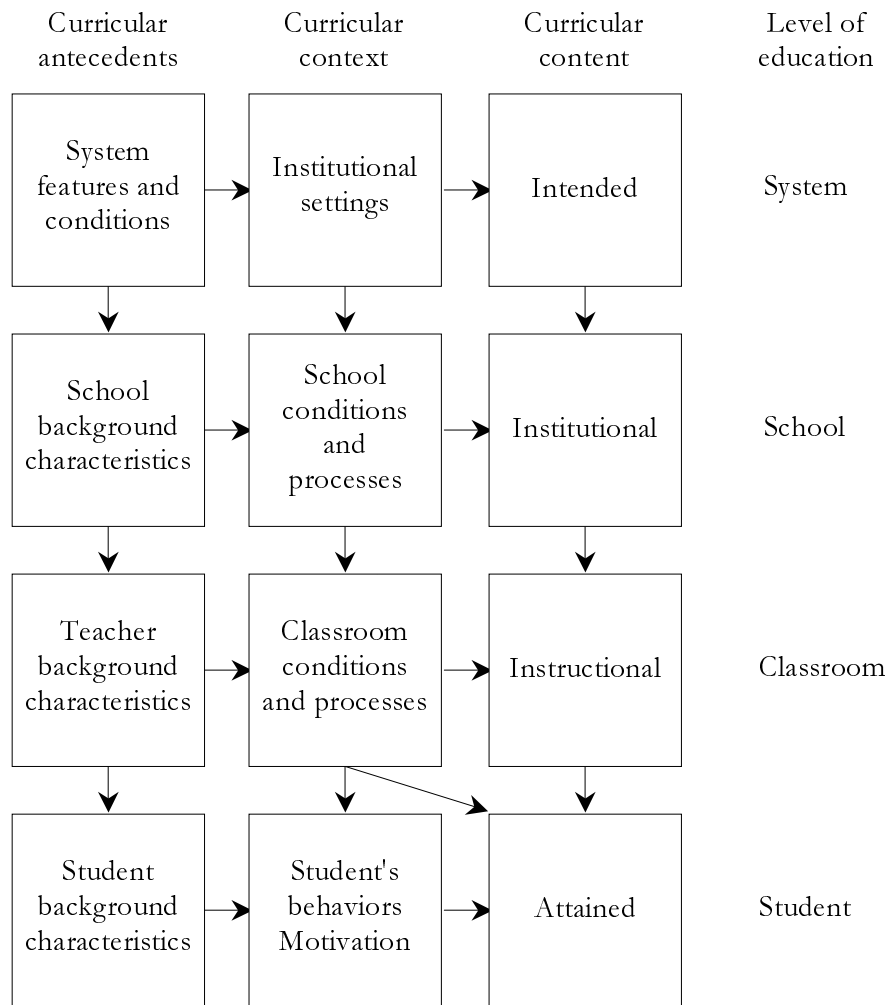 Curricular
antecedents
Curricular
context
Curricular
content
Level of
education
System
features and
conditions
Institutional
settings
Intended
System
School
background
characteristics
School
conditions
and
processes
Institutional
School
Teacher
background
characteristics
Classroom
conditions
and processes
Instructional
Classroom
Student
background
characteristics
Student's
behaviors
Motivation
Attained
Student